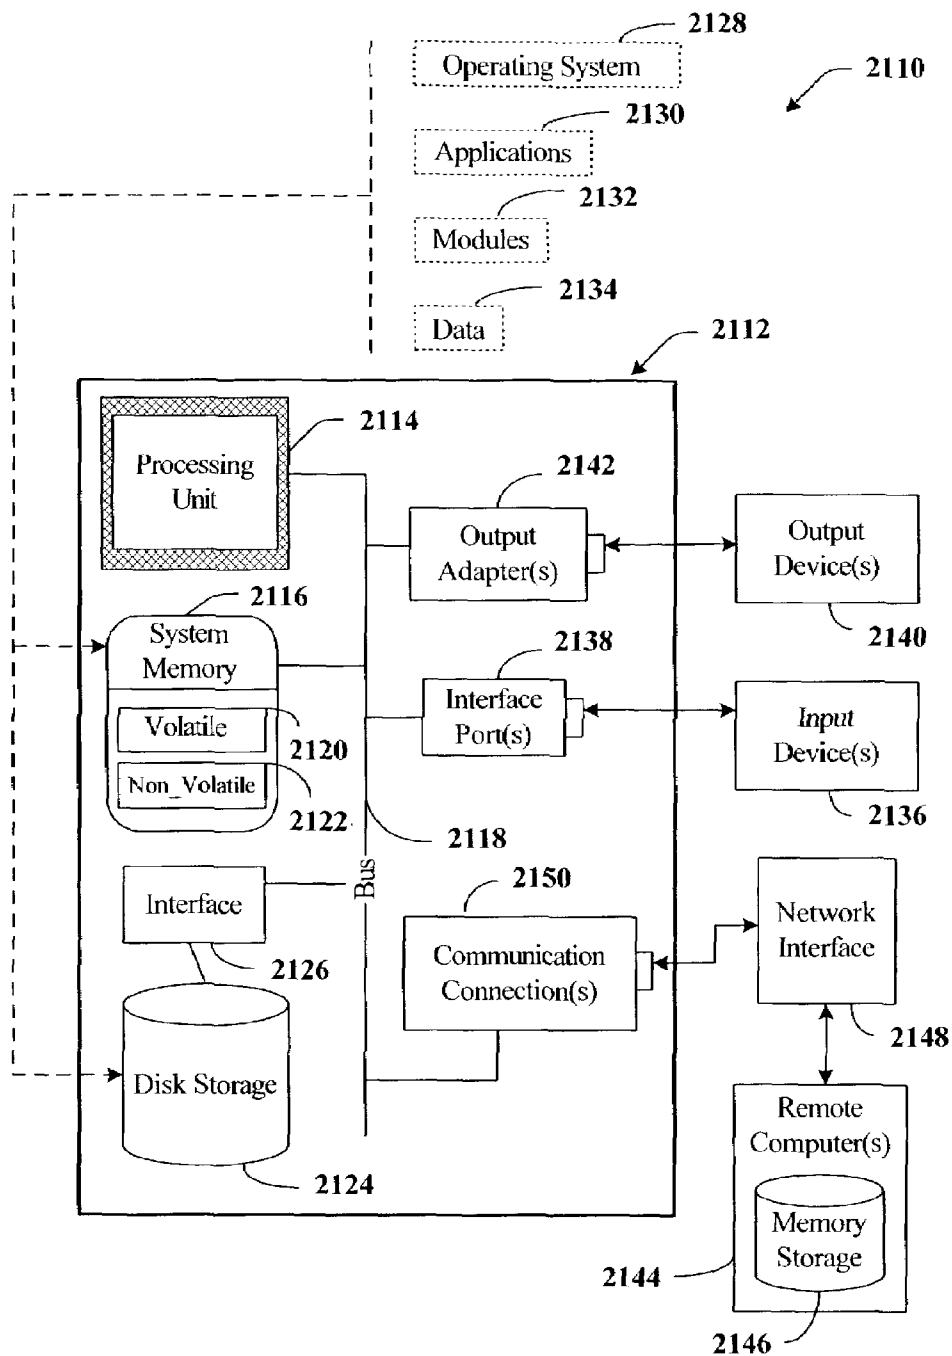 2128
Operating System
2110
2130
Applications
2132
Modules
2134
Data
2112
2114
Processing
Unit
2142
Output
Adapter(s)
Output
Device(s)
2140
2116
System
Memory
2138
Interface
Port(s)
Input
Device(s)
2136
Volatile
2120
Non_Volatile
2122
2118
Bus
2150
Interface
2126
Communication
Connection(s)
Network
Interface
2148
Disk Storage
2124
Remote
Computer(s)
Memory
Storage
2144
2146